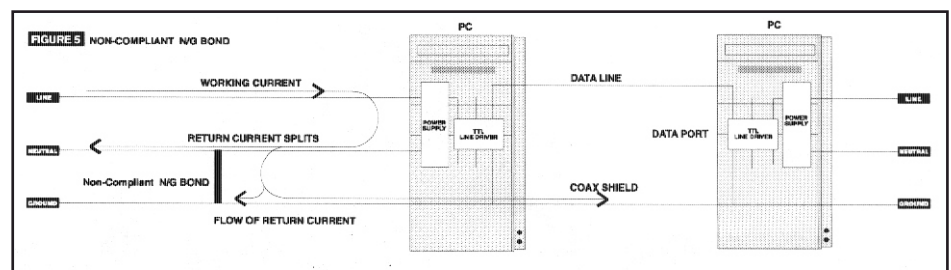 FIGURE 5 NON-COMPLIANT N/G BOND
PC
PC
WORKING CURRENT
DATA LINE
LINE
LINE
POWER SUPPLY
TTL LINE DRIVER
RETURN CURRENT SPLITS
DATA PORT
TTL LINE DRIVER
POWER SUPPLY
NEUTRAL
NEUTRAL
Non-Compliant N/G BOND
COAX SHIELD
GROUND
GROUND
FLOW OF RETURN CURRENT